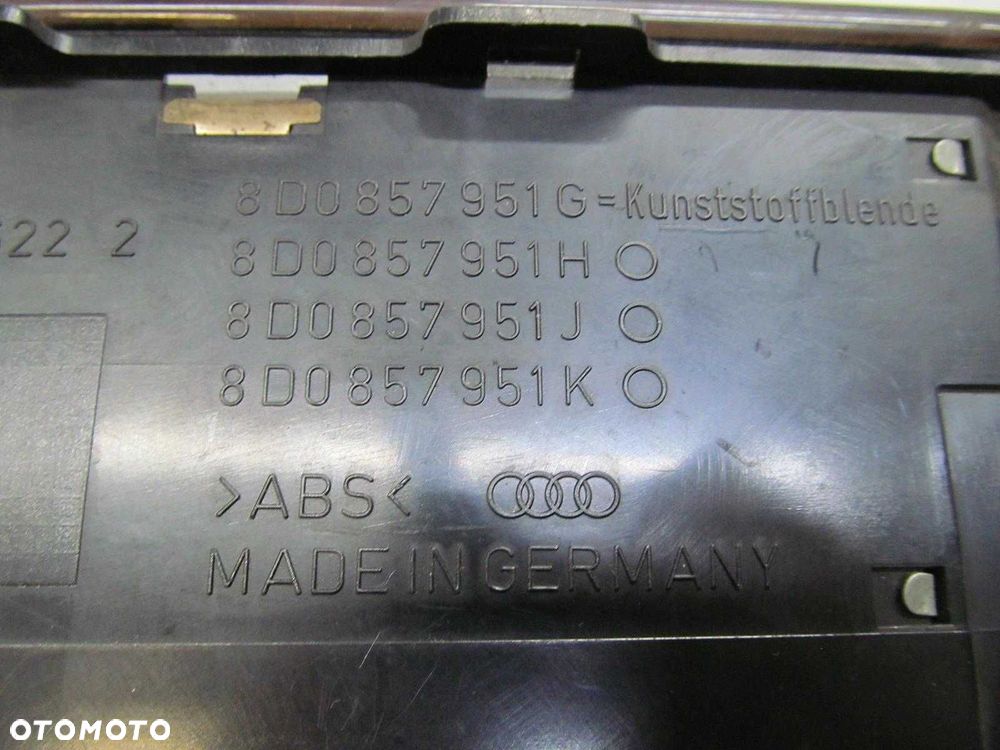 8D0857951G=Kunststoffblende
22 2
8D0857951H
8D0857951J
8D0857951K
>ABS<
MADE IN GERMANY
OTOMOTO